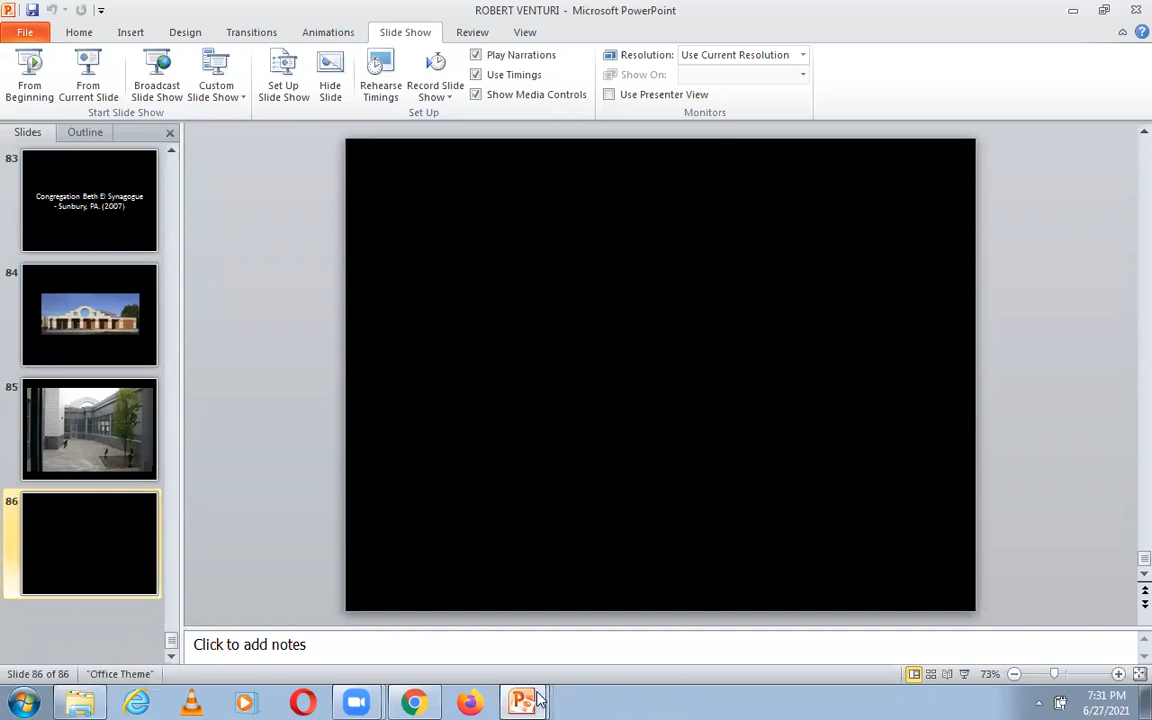 ROBERT VENTURI - Microsoft PowerPoint
File Home Insert Design Transitions Animations Slide Show Review View
From Beginning
From Current Slide
Broadcast Slide Show
Custom Slide Show
Set Up Slide Show
Hide Slide
Rehearse Timings
Record Slide Show
Play Narrations
Use Timings
Show Media Controls
Resolution: Use Current Resolution
Show On:
Use Presenter View
Start Slide Show
Set Up
Monitors
Slides Outline
83
Congregation Beth El Synagogue
- Sunbury, PA. (2007)
84
85
86
Click to add notes
Slide 86 of 86 "Office Theme" 73%
7:31 PM
6/27/2021